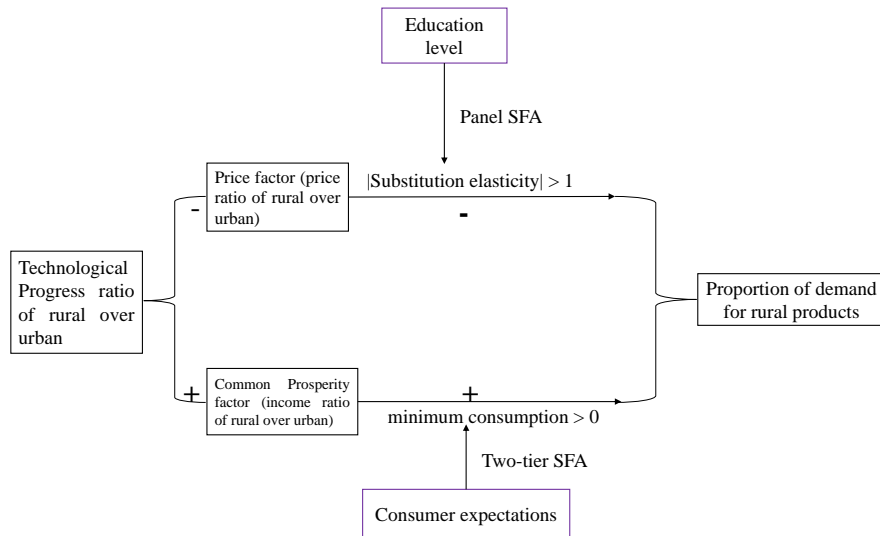 Education
level
Panel SFA
Price factor (price
ratio of rural over
urban)
|Substitution elasticity| > 1
-
-
Technological
Progress ratio
of rural over
urban
Proportion of demand
for rural products
+
Common Prosperity
factor (income ratio
of rural over urban)
+
minimum consumption > 0
Two-tier SFA
Consumer expectations